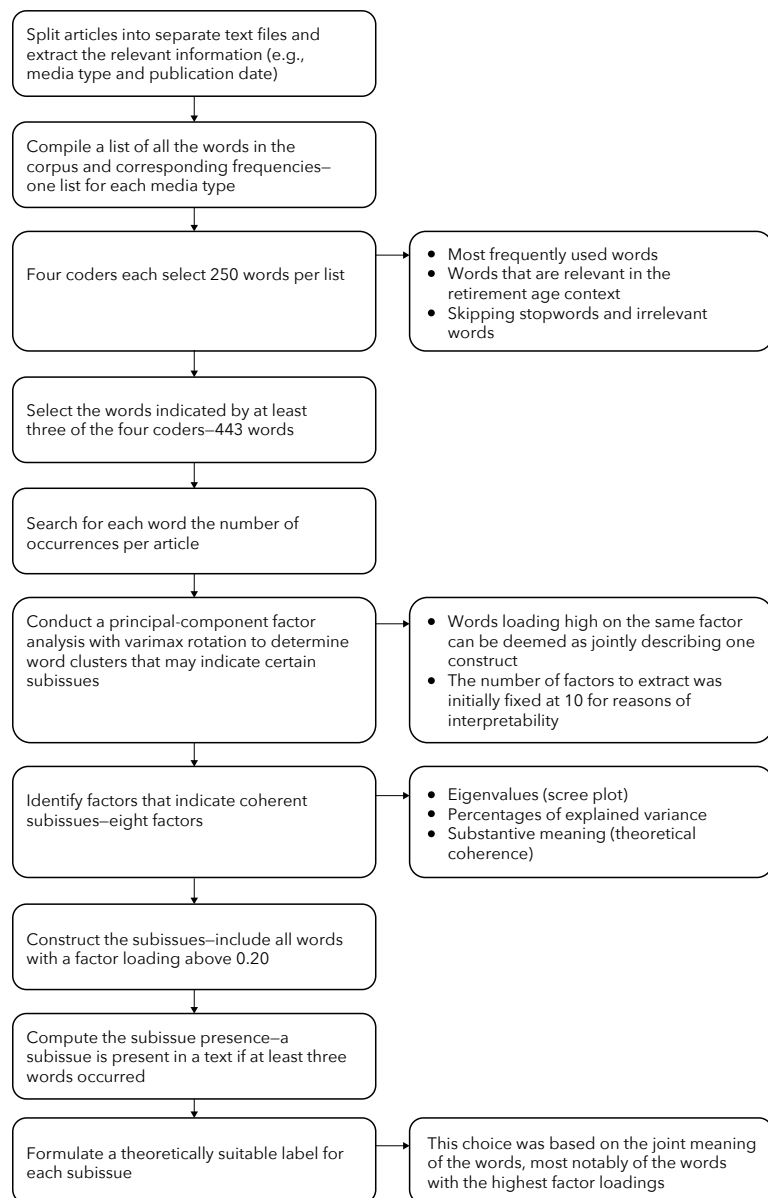 Split articles into separate text files and
extract the relevant information (e.g.,
media type and publication date)
Compile a list of all the words in the
corpus and corresponding frequencies—
one list for each media type
Four coders each select 250 words per list
• Most frequently used words
• Words that are relevant in the
retirement age context
• Skipping stopwords and irrelevant
words
Select the words indicated by at least
three of the four coders—443 words
Search for each word the number of
occurrences per article
Conduct a principal-component factor
analysis with varimax rotation to determine
word clusters that may indicate certain
subissues
• Words loading high on the same factor
can be deemed as jointly describing one
construct
• The number of factors to extract was
initially fixed at 10 for reasons of
interpretability
Identify factors that indicate coherent
subissues—eight factors
• Eigenvalues (scree plot)
• Percentages of explained variance
• Substantive meaning (theoretical
coherence)
Construct the subissues—include all words
with a factor loading above 0.20
Compute the subissue presence—a
subissue is present in a text if at least three
words occurred
Formulate a theoretically suitable label for
each subissue
This choice was based on the joint meaning
of the words, most notably of the words
with the highest factor loadings